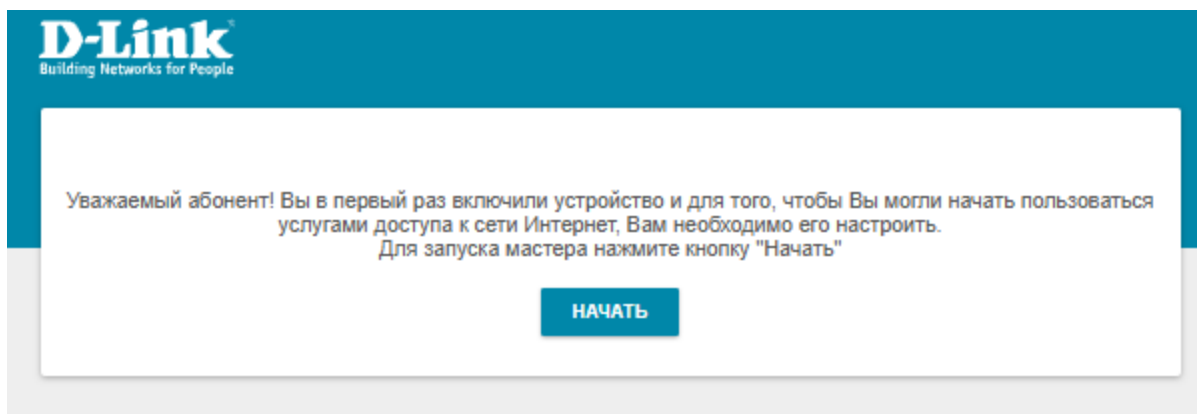 D-Link
Building Networks for People
Уважаемый абонент! Вы в первый раз включили устройство и для того, чтобы Вы могли начать пользоваться
услугами доступа к сети Интернет, Вам необходимо его настроить.
Для запуска мастера нажмите кнопку "Начать"
НАЧАТЬ